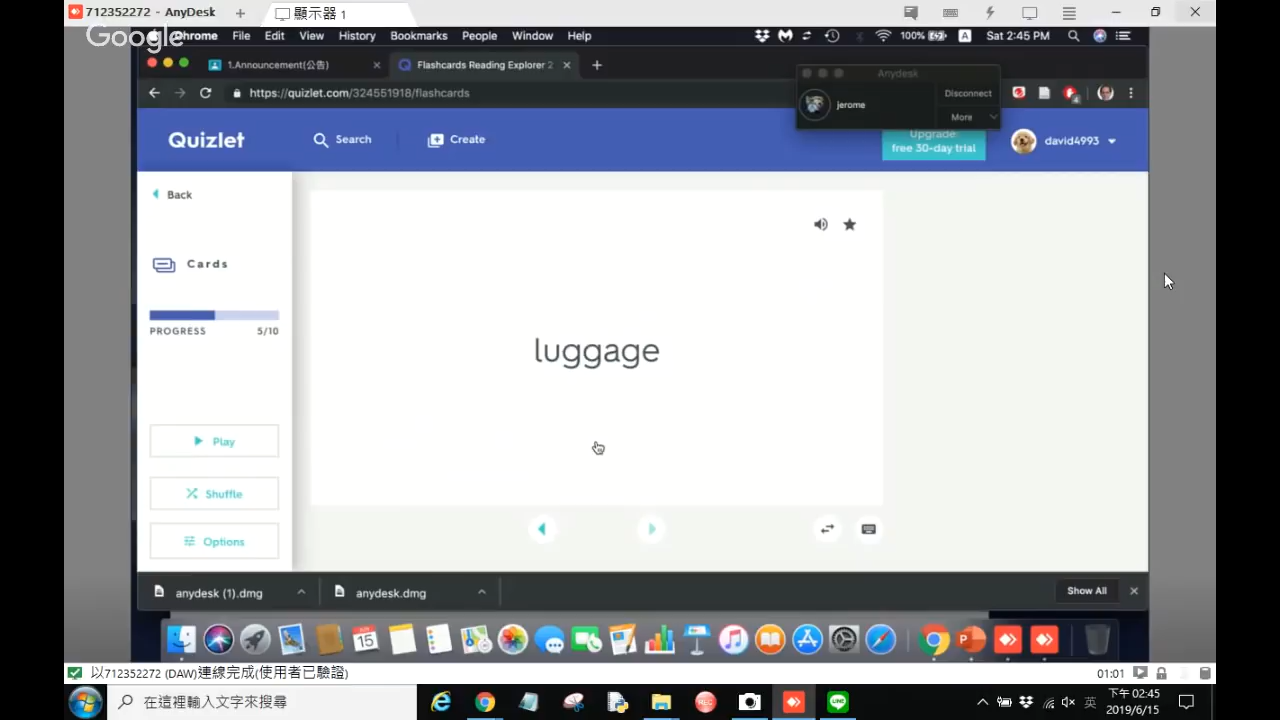 712352272 - AnyDesk
顯示器 1
Google
Chrome File Edit View History Bookmarks People Window Help
100%
A
Sat 2:45 PM
1.Announcement(公告)
Flashcards Reading Explorer 2
Anydesk
https://quizlet.com/324551918/flashcards
jerome
Disconnect
More
4
Quizlet
Search
Create
Upgrade:
free 30-day trial
david4993
Back
Cards
PROGRESS 5/10
luggage
Play
Shuffle
Options
anydesk (1).dmg
anydesk.dmg
Show All
15
以712352272 (DAW)連線完成(使用者已驗證)
01:01
在這裡輸入文字來搜尋
REC
LINE
英
下午 02:45
2019/6/15